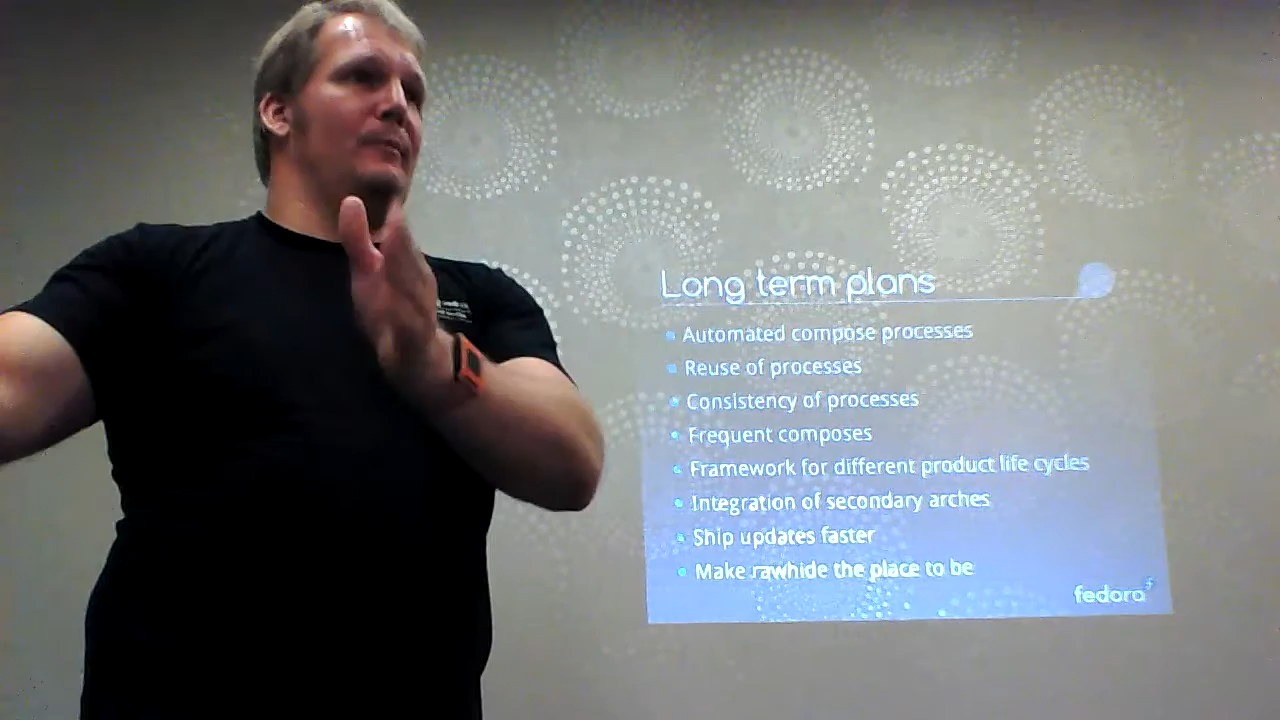 Long term plans
Automated compose processes
Reuse of processes
Consistency of processes
Frequent composes
Framework for different product life cycles
Integration of secondary arches
Ship updates faster
Make rawhide the place to be
fedora